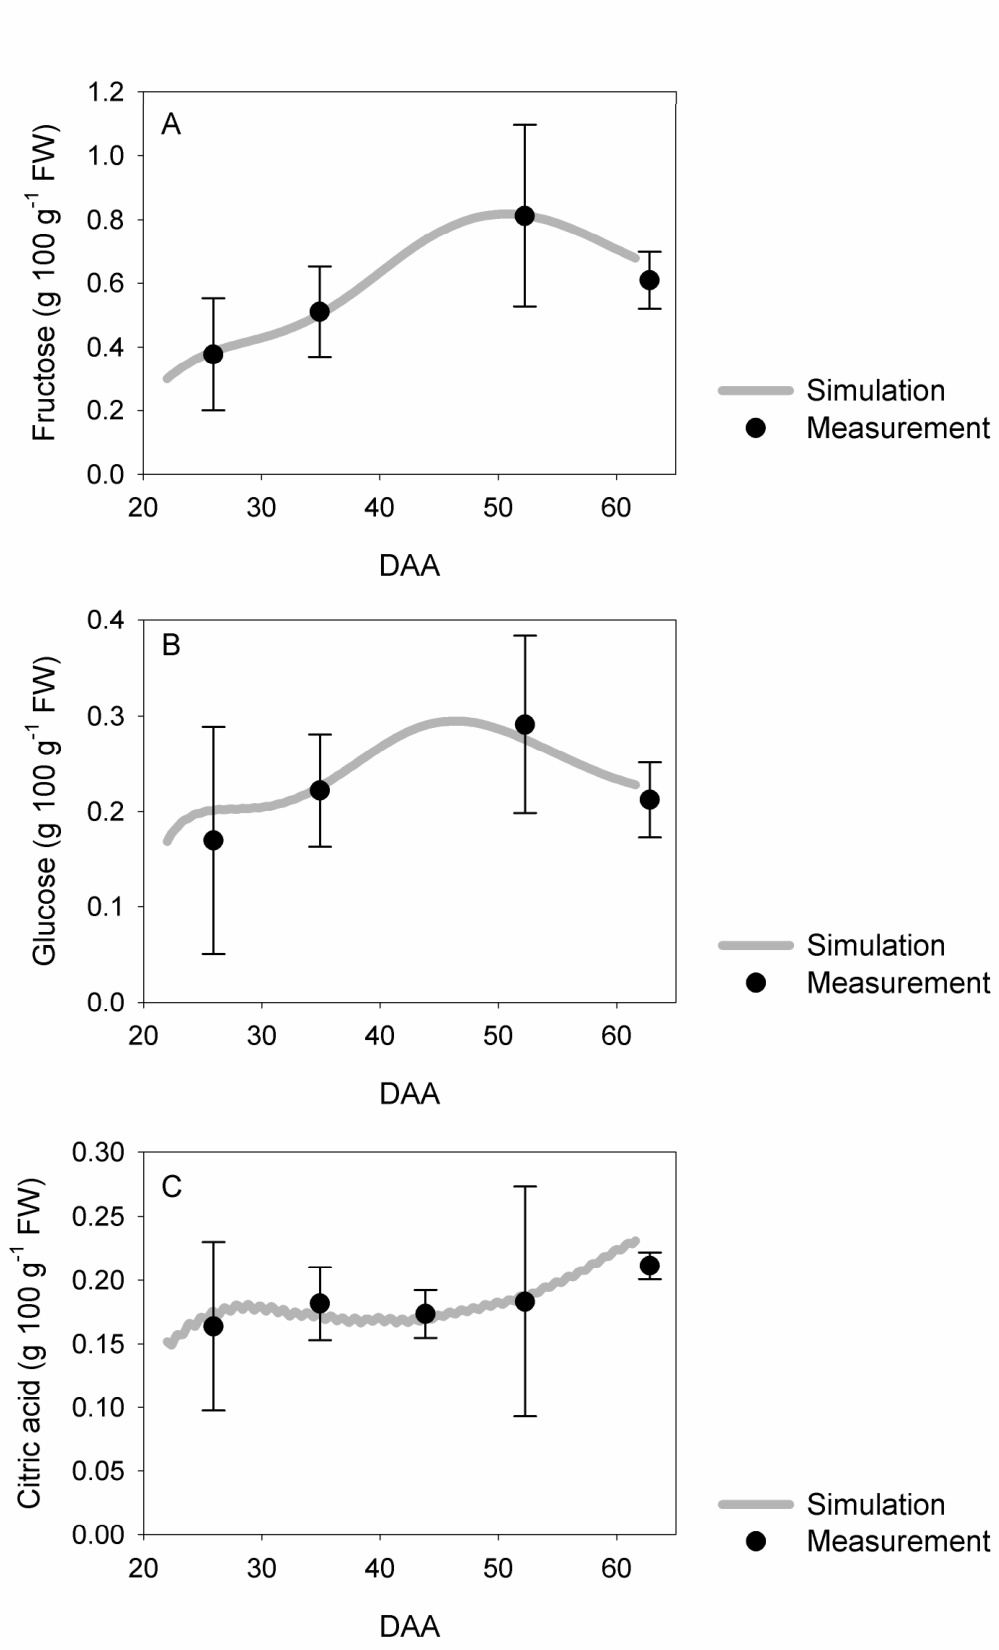 A
Fructose (g 100 g⁻¹ FW)
1.2
1.0
0.8
0.6
0.4
0.2
0.0
20 30 40 50 60
DAA
Simulation
Measurement
B
Glucose (g 100 g⁻¹ FW)
0.4
0.3
0.2
0.1
0.0
20 30 40 50 60
DAA
Simulation
Measurement
C
Citric acid (g 100 g⁻¹ FW)
0.30
0.25
0.20
0.15
0.10
0.05
0.00
20 30 40 50 60
DAA
Simulation
Measurement